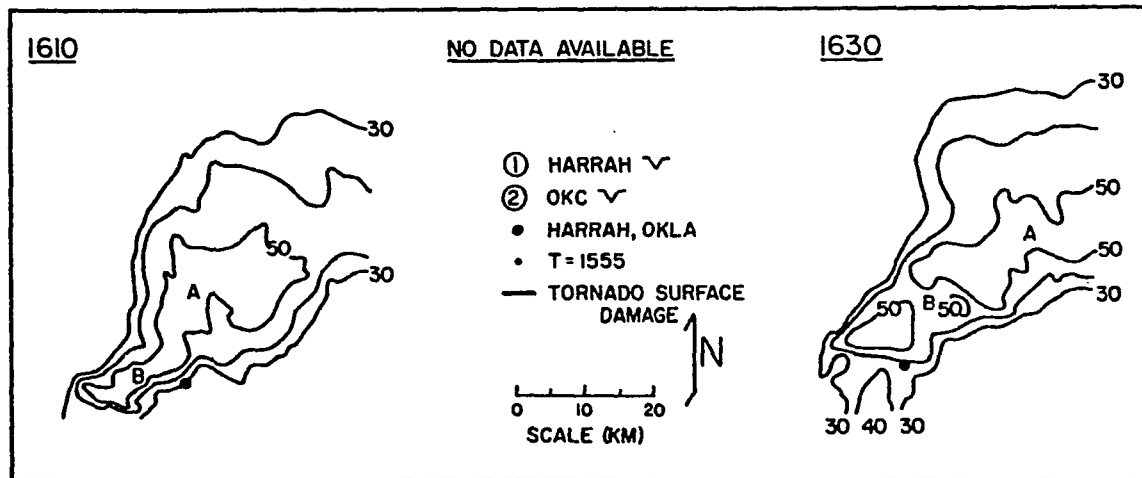 1610
NO DATA AVAILABLE
1630
30
50
30
A
B
① HARRAH
② OKC
● HARRAH, OKLA
• T = 1555
— TORNADO SURFACE
DAMAGE
N
0 10 20
SCALE (KM)
30
50
A
50
B
50
50
30
30 40 30